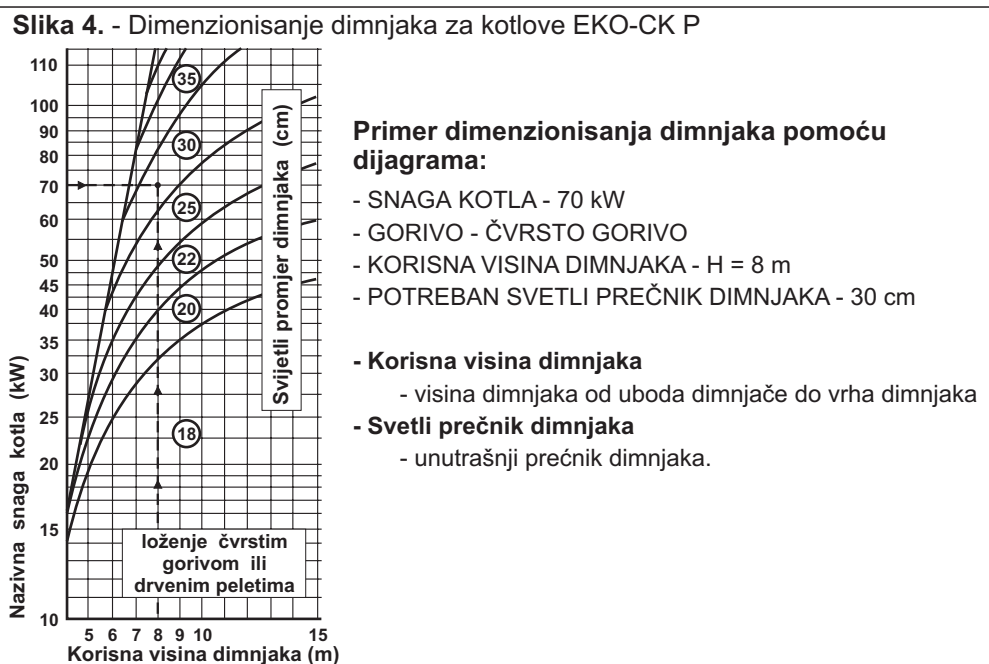 Slika 4. - Dimenzionisanje dimnjaka za kotlove EKO-CK P
Nazivna snaga kotla (kW)
110
100
90
80
70
60
50
45
40
35
30
25
20
15
10
35
30
25
22
20
18
Svijetli promjer dimnjaka (cm)
loženje čvrstim
gorivom ili
drvenim peletima
5 6 7 8 9 10 15
Korisna visina dimnjaka (m)
Primer dimenzionisanja dimnjaka pomoću
dijagrama:
- SNAGA KOTLA - 70 kW
- GORIVO - ČVRSTO GORIVO
- KORISNA VISINA DIMNJAKA - H = 8 m
- POTREBAN SVETLI PREČNIK DIMNJAKA - 30 cm
- Korisna visina dimnjaka
- visina dimnjaka od uboda dimnjače do vrha dimnjaka
- Svetli prečnik dimnjaka
- unutrašnji prećnik dimnjaka.